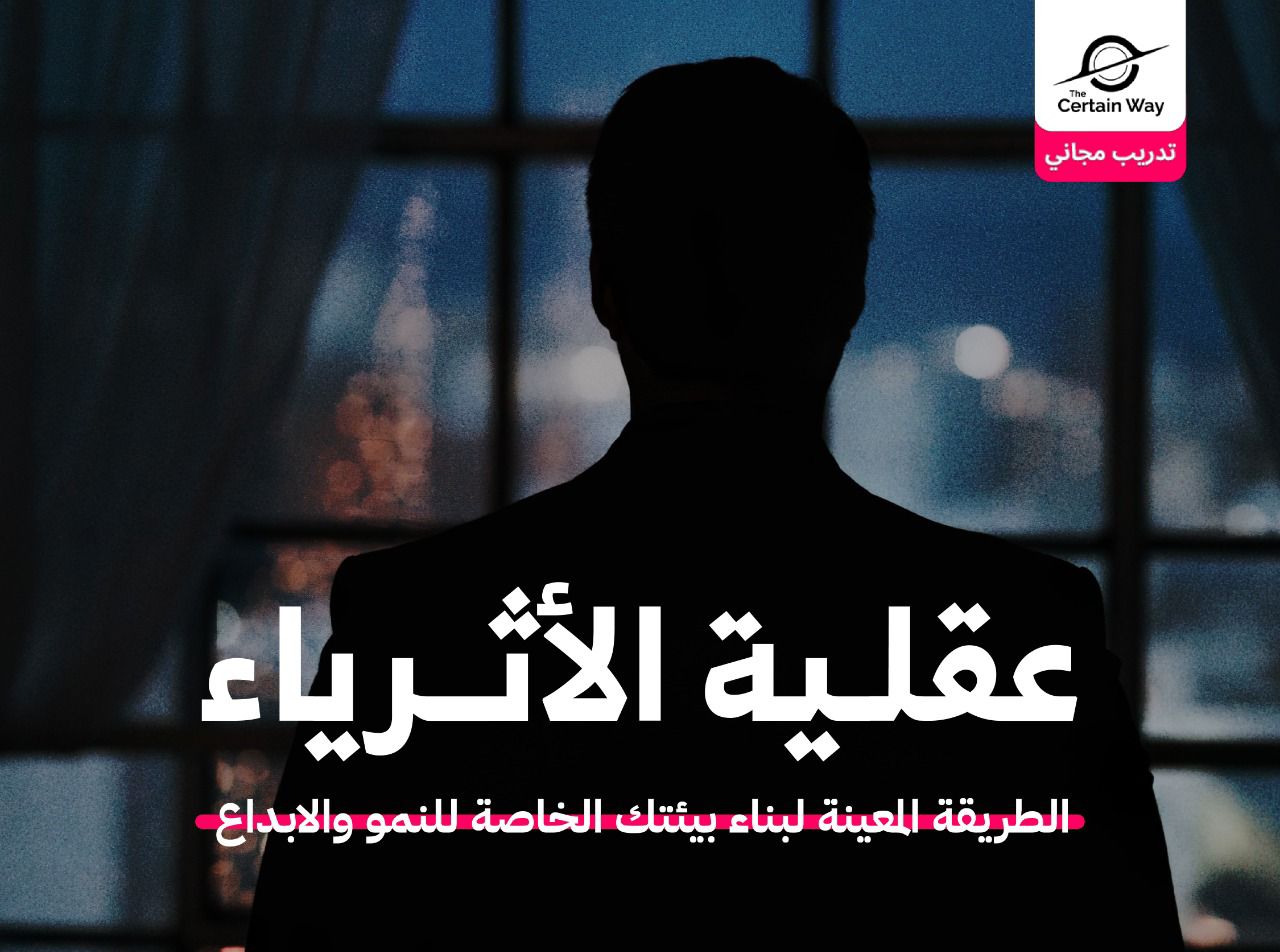 The
Certain Way
تدريب مجاني
عقلية الأثرياء
الطريقة المعينة لبناء بيئتك الخاصة للنمو والابداع